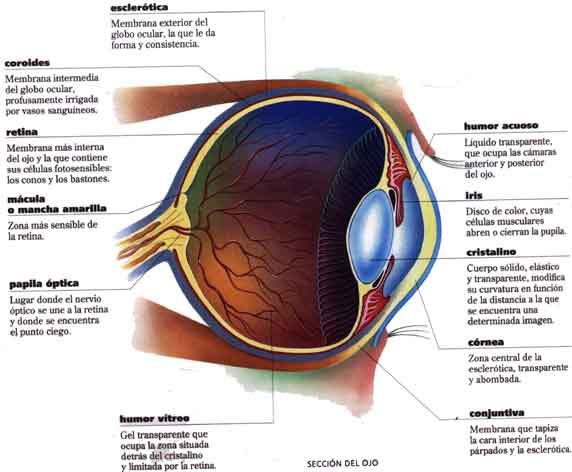 esclerótica
Membrana exterior del
globo ocular, la que le da
forma y consistencia.
coroides
Membrana intermedia
del globo ocular,
profusamente irrigada
por vasos sanguíneos.
retina
Membrana más interna
del ojo y la que contiene
sus células fotosensibles:
los conos y los bastones.
mácula
o mancha amarilla
Zona más sensible de
la retina.
papila óptica
Lugar donde el nervio
óptico se une a la retina
y donde se encuentra
el punto ciego.
humor vítreo
Gel transparente que
ocupa la zona situada
detrás del cristalino
y limitada por la retina.
humor acuoso
Líquido transparente,
que ocupa las cámaras
anterior y posterior
del ojo.
iris
Disco de color, cuyas
células musculares
abren o cierran la pupila.
cristalino
Cuerpo sólido, elástico
y transparente, modifica
su curvatura en función
de la distancia a la que
se encuentra una
determinada imagen.
córnea
Zona central de la
esclerótica, transparente
y abombada.
conjuntiva
Membrana que tapiza
la cara interior de los
párpados y la esclerótica.
SECCIÓN DEL OJO